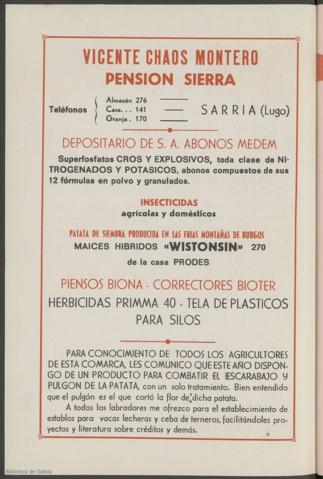 VICENTE CHAOS MONTERO
PENSION SIERRA
Teléfonos
Almacén 276
Casa. . . 141
Granja . 170
SARRIA (Lugo)
DEPOSITARIO DE S. A. ABONOS MEDEM
Superfosfatos CROS Y EXPLOSIVOS, toda clase de NI-
TROGENADOS Y POTASICOS, abonos compuestos de sus
12 fórmulas en polvo y granulados.
INSECTICIDAS
agrícolas y domésticos
PATATA DE SIEMBRA PRODUCIDA EN LAS FRIAS MONTAÑAS DE BURGOS
MAICES HIBRIDOS «WISTONSIN» 270
de la casa PRODES
PIENSOS BIONA - CORRECTORES BIOTER
HERBICIDAS PRIMMA 40 - TELA DE PLASTICOS
PARA SILOS
PARA CONOCIMIENTO DE TODOS LOS AGRICULTORES
DE ESTA COMARCA, LES COMUNICO QUE ESTE AÑO DISPON-
GO DE UN PRODUCTO PARA COMBATIR EL ESCARABAJO Y
PULGON DE LA PATATA, con un solo tratamiento. Bien entendido
que el pulgón es el que cortó la flor de dicha patata.
A todos los labradores me ofrezco para el establecimiento de
establos para vacas lecheras y ceba de terneros, facilitándoles pro-
yectos y literatura sobre créditos y demás.
Biblioteca de Galicia